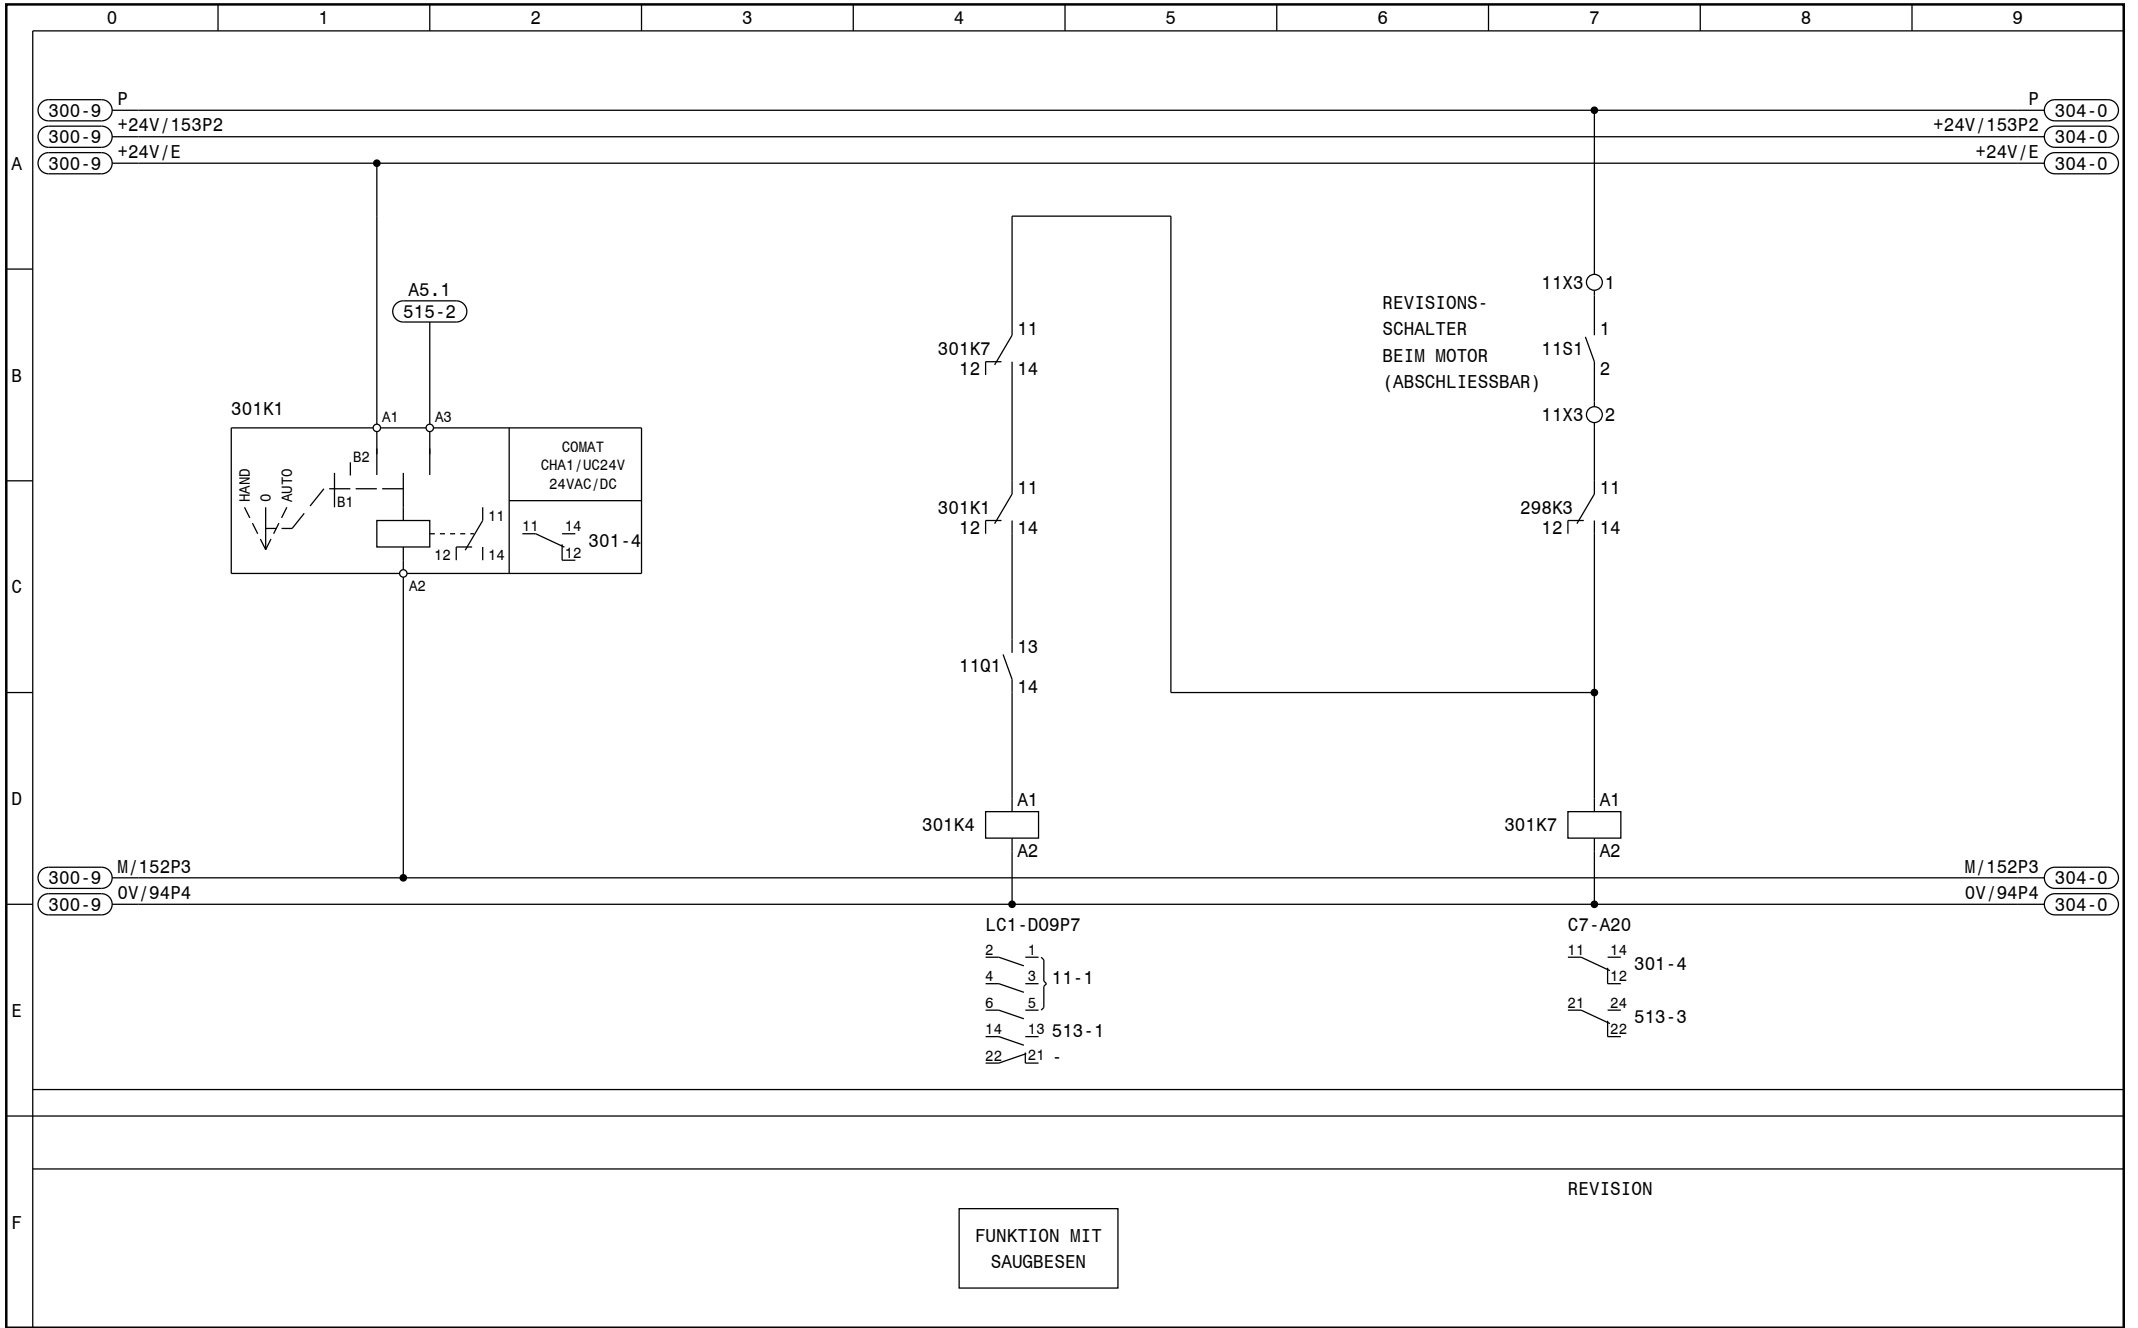 0 1 2 3 4 5 6 7 8 9
P P
300-9 304-0
+24V/153P2 +24V/153P2
300-9 304-0
+24V/E +24V/E
A 300-9 304-0
11X3 1
A5.1
515-2
REVISIONS-
SCHALTER
BEIM MOTOR
(ABSCHLIESSBAR)
1
11S1
2
11X3 2
11
301K7
12 14
B
301K1
A1 A3
B2
B1
HAND
0
AUTO
11
12 14
A2
COMAT
CHA1/UC24V
24VAC/DC
11 14
12
301-4
11
301K1
12 14
11
298K3
12 14
C
13
11Q1
14
D
A1
301K4
A2
A1
301K7
A2
M/152P3 M/152P3
300-9 304-0
0V/94P4 0V/94P4
300-9 304-0
LC1-D09P7
2 1
4 3 11-1
6 5
14 13 513-1
22 21 -
C7-A20
11 14
12
301-4
21 24
22
513-3
E
REVISION
F
FUNKTION MIT
SAUGBESEN